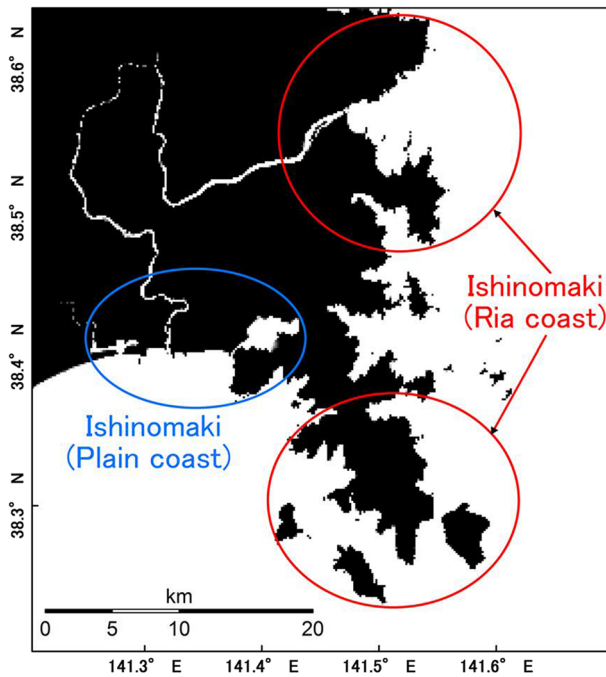 38.6° N
38.5° N
38.4° N
38.3° N
Ishinomaki
(Ria coast)
Ishinomaki
(Plain coast)
km
0 5 10 20
141.3° E 141.4° E 141.5° E 141.6° E